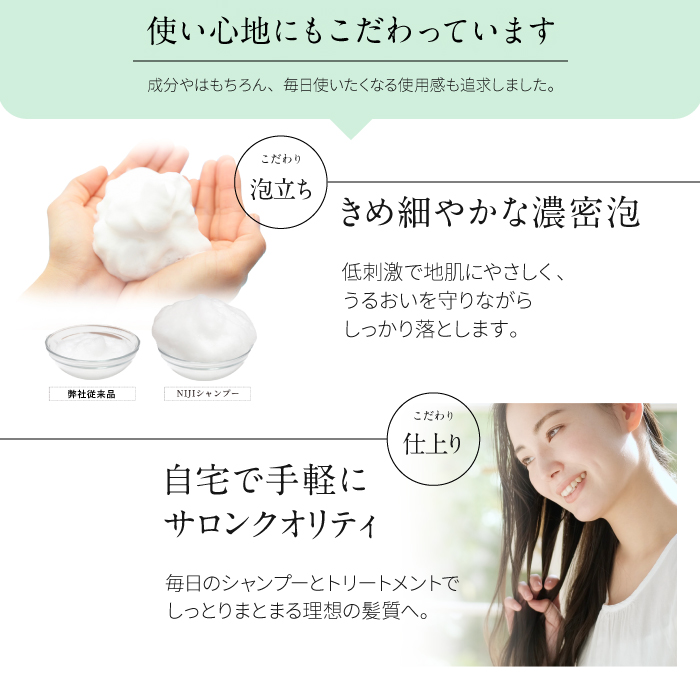 使い心地にもこだわっています
成分やはもちろん、毎日使いたくなる使用感も追求しました。
こだわり
泡立ち
きめ細やかな濃密泡
低刺激で地肌にやさしく、
うるおいを守りながら
しっかり落とします。
弊社従来品
NIJIシャンプー
こだわり
仕上り
自宅で手軽に
サロンクオリティ
毎日のシャンプーとトリートメントで
しっとりまとまる理想の髪質へ。